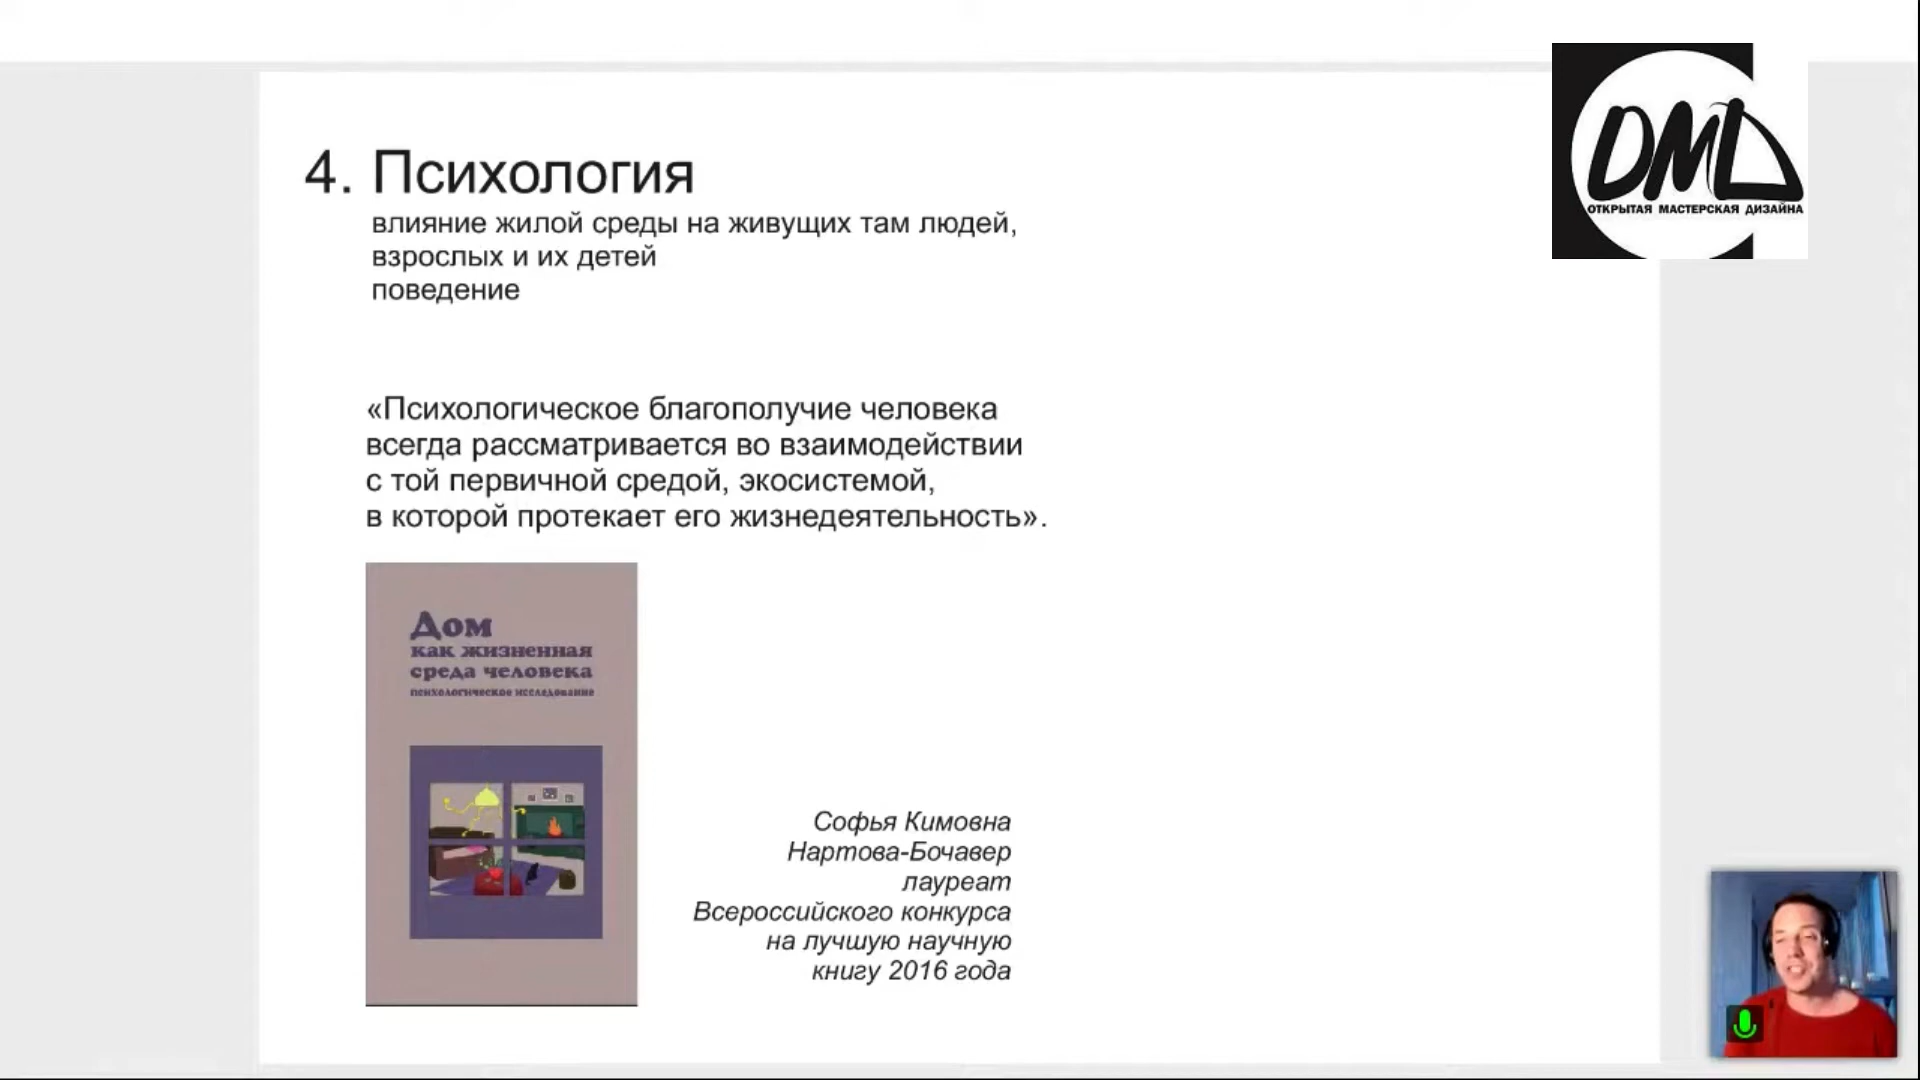 4. Психология
влияние жилой среды на живущих там людей,
взрослых и их детей
поведение
«Психологическое благополучие человека
всегда рассматривается во взаимодействии
с той первичной средой, экосистемой,
в которой протекает его жизнедеятельность».
Дом
как жизненная
среда человека
психологическое исследование
Софья Кимовна
Нартова-Бочавер
лауреат
Всероссийского конкурса
на лучшую научную
книгу 2016 года
DMD
ОТКРЫТАЯ МАСТЕРСКАЯ ДИЗАЙНА